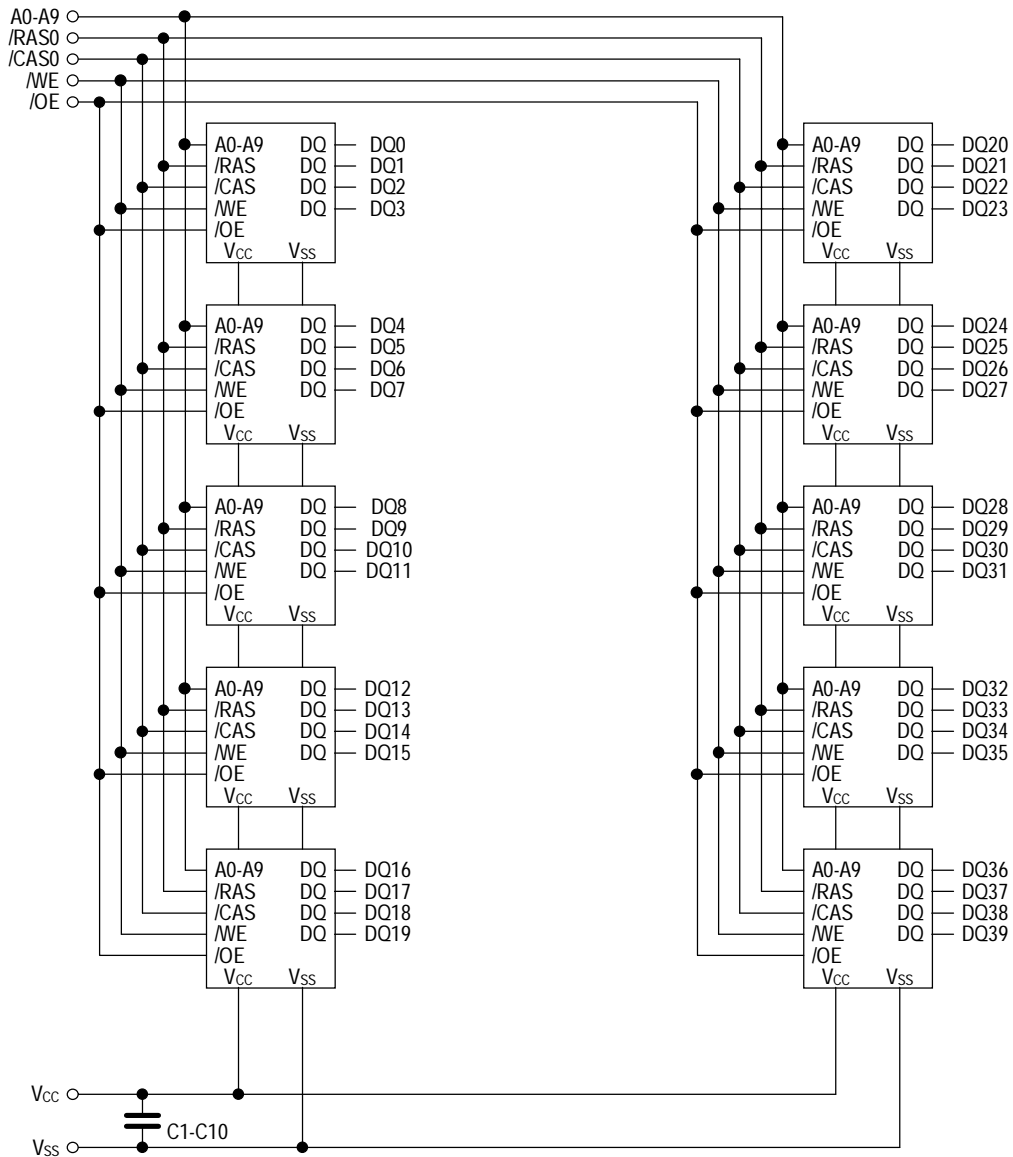 A0-A9
/RAS0
/CAS0
/WE
/OE
A0-A9 DQ DQ0
/RAS DQ DQ1
/CAS DQ DQ2
/WE DQ DQ3
/OE
VCC VSS
A0-A9 DQ DQ4
/RAS DQ DQ5
/CAS DQ DQ6
/WE DQ DQ7
/OE
VCC VSS
A0-A9 DQ DQ8
/RAS DQ DQ9
/CAS DQ DQ10
/WE DQ DQ11
/OE
VCC VSS
A0-A9 DQ DQ12
/RAS DQ DQ13
/CAS DQ DQ14
/WE DQ DQ15
/OE
VCC VSS
A0-A9 DQ DQ16
/RAS DQ DQ17
/CAS DQ DQ18
/WE DQ DQ19
/OE
VCC VSS
A0-A9 DQ DQ20
/RAS DQ DQ21
/CAS DQ DQ22
/WE DQ DQ23
/OE
VCC VSS
A0-A9 DQ DQ24
/RAS DQ DQ25
/CAS DQ DQ26
/WE DQ DQ27
/OE
VCC VSS
A0-A9 DQ DQ28
/RAS DQ DQ29
/CAS DQ DQ30
/WE DQ DQ31
/OE
VCC VSS
A0-A9 DQ DQ32
/RAS DQ DQ33
/CAS DQ DQ34
/WE DQ DQ35
/OE
VCC VSS
A0-A9 DQ DQ36
/RAS DQ DQ37
/CAS DQ DQ38
/WE DQ DQ39
/OE
VCC VSS
VCC
C1-C10
VSS